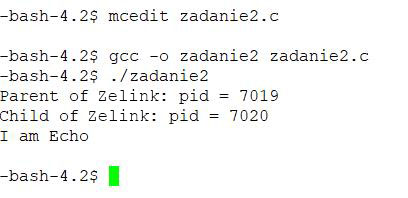 -bash-4.2$ mcedit zadanie2.c
-bash-4.2$ gcc -o zadanie2 zadanie2.c
-bash-4.2$ ./zadanie2
Parent of Zelink: pid = 7019
Child of Zelink: pid = 7020
I am Echo
-bash-4.2$